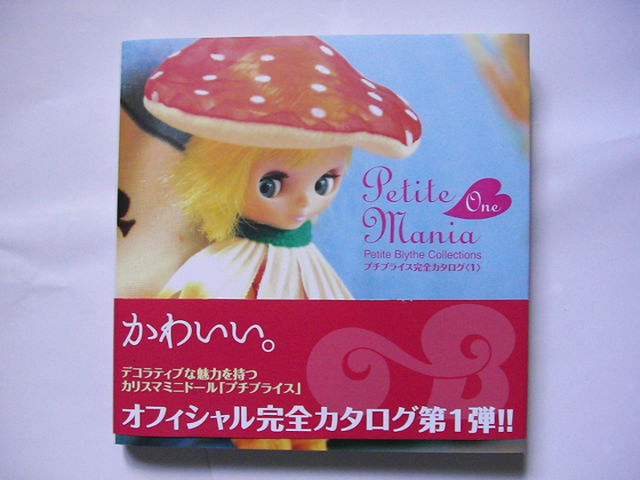 Petite
One
Mania
Petite Blythe Collections
プチブライス完全カタログ〈1〉
かわいい。
デコラティブな魅力を持つ
カリスマミニドール「プチブライス」
オフィシャル完全カタログ第1弾!!
B